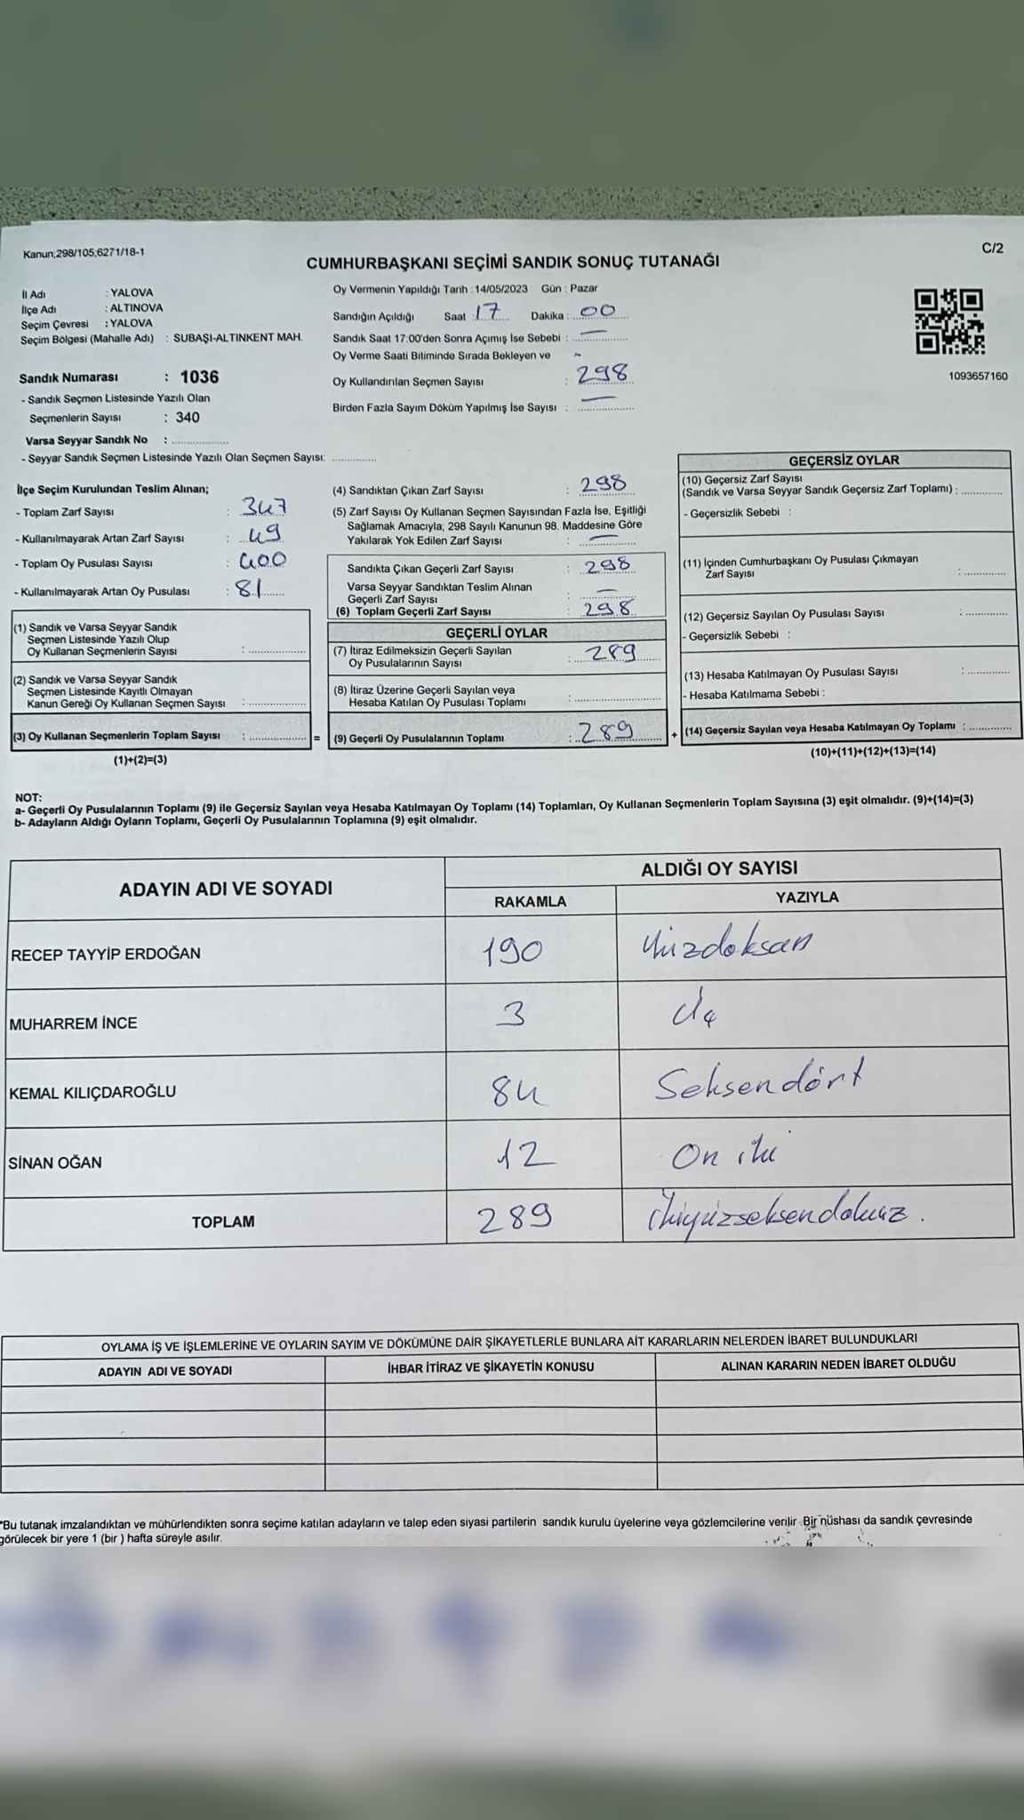 Kanun;298/105;6271/18-1
C/2
CUMHURBAŞKANI SEÇİMİ SANDIK SONUÇ TUTANAĞI
İl Adı : YALOVA
İlçe Adı : ALTINOVA
Seçim Çevresi : YALOVA
Seçim Bölgesi (Mahalle Adı) : SUBAŞI-ALTINKENT MAH.
Oy Vermenin Yapıldığı Tarih : 14/05/2023 Gün : Pazar
Sandığın Açıldığı Saat 17 Dakika : 00
Sandık Saat 17:00'den Sonra Açımış İse Sebebi : —
Oy Verme Saati Bitiminde Sırada Bekleyen ve
Oy Kullandırılan Seçmen Sayısı : 298
Birden Fazla Sayım Döküm Yapılmış İse Sayısı : —
1093657160
Sandık Numarası : 1036
- Sandık Seçmen Listesinde Yazılı Olan
Seçmenlerin Sayısı : 340
Varsa Seyyar Sandık No :
- Seyyar Sandık Seçmen Listesinde Yazılı Olan Seçmen Sayısı:
İlçe Seçim Kurulundan Teslim Alınan;
- Toplam Zarf Sayısı : 347
- Kullanılmayarak Artan Zarf Sayısı : 49
- Toplam Oy Pusulası Sayısı : 400
- Kullanılmayarak Artan Oy Pusulası : 81
(1) Sandık ve Varsa Seyyar Sandık
Seçmen Listesinde Yazılı Olup
Oy Kullanan Seçmenlerin Sayısı :
(2) Sandık ve Varsa Seyyar Sandık
Seçmen Listesinde Kayıtlı Olmayan
Kanun Gereği Oy Kullanan Seçmen Sayısı :
(3) Oy Kullanan Seçmenlerin Toplam Sayısı : =
(1)+(2)=(3)
(4) Sandıktan Çıkan Zarf Sayısı : 298
(5) Zarf Sayısı Oy Kullanan Seçmen Sayısından Fazla İse, Eşitliği
Sağlamak Amacıyla, 298 Sayılı Kanunun 98. Maddesine Göre
Yakılarak Yok Edilen Zarf Sayısı : —
Sandıkta Çıkan Geçerli Zarf Sayısı : 298
Varsa Seyyar Sandıktan Teslim Alınan
Geçerli Zarf Sayısı : —
(6) Toplam Geçerli Zarf Sayısı : 298
GEÇERLİ OYLAR
(7) İtiraz Edilmeksizin Geçerli Sayılan
Oy Pusulalarının Sayısı : 289
(8) İtiraz Üzerine Geçerli Sayılan veya
Hesaba Katılan Oy Pusulası Toplamı :
(9) Geçerli Oy Pusulalarının Toplamı : 289 +
GEÇERSİZ OYLAR
(10) Geçersiz Zarf Sayısı
(Sandık ve Varsa Seyyar Sandık Geçersiz Zarf Toplamı) :
- Geçersizlik Sebebi :
(11) İçinden Cumhurbaşkanı Oy Pusulası Çıkmayan
Zarf Sayısı :
(12) Geçersiz Sayılan Oy Pusulası Sayısı :
- Geçersizlik Sebebi :
(13) Hesaba Katılmayan Oy Pusulası Sayısı :
- Hesaba Katılmama Sebebi :
(14) Geçersiz Sayılan veya Hesaba Katılmayan Oy Toplamı :
(10)+(11)+(12)+(13)=(14)
NOT:
a- Geçerli Oy Pusulalarının Toplamı (9) ile Geçersiz Sayılan veya Hesaba Katılmayan Oy Toplamı (14) Toplamları, Oy Kullanan Seçmenlerin Toplam Sayısına (3) eşit olmalıdır. (9)+(14)=(3)
b- Adayların Aldığı Oyların Toplamı, Geçerli Oy Pusulalarının Toplamına (9) eşit olmalıdır.
ADAYIN ADI VE SOYADI
ALDIĞI OY SAYISI
RAKAMLA YAZIYLA
RECEP TAYYİP ERDOĞAN 190 Yüzdoksan
MUHARREM İNCE 3
KEMAL KILIÇDAROĞLU 84 Seksendört
SİNAN OĞAN 12 On iki
TOPLAM 289 ikiyüzseksendokuz.
OYLAMA İŞ VE İŞLEMLERİNE VE OYLARIN SAYIM VE DÖKÜMÜNE DAİR ŞİKAYETLERLE BUNLARA AİT KARARLARIN NELERDEN İBARET BULUNDUKLARI
ADAYIN ADI VE SOYADI İHBAR İTİRAZ VE ŞİKAYETİN KONUSU ALINAN KARARIN NEDEN İBARET OLDUĞU
*Bu tutanak imzalandıktan ve mühürlendikten sonra seçime katılan adayların ve talep eden siyasi partilerin sandık kurulu üyelerine veya gözlemcilerine verilir Bir nüshası da sandık çevresinde
görülecek bir yere 1 (bir ) hafta süreyle asılır.